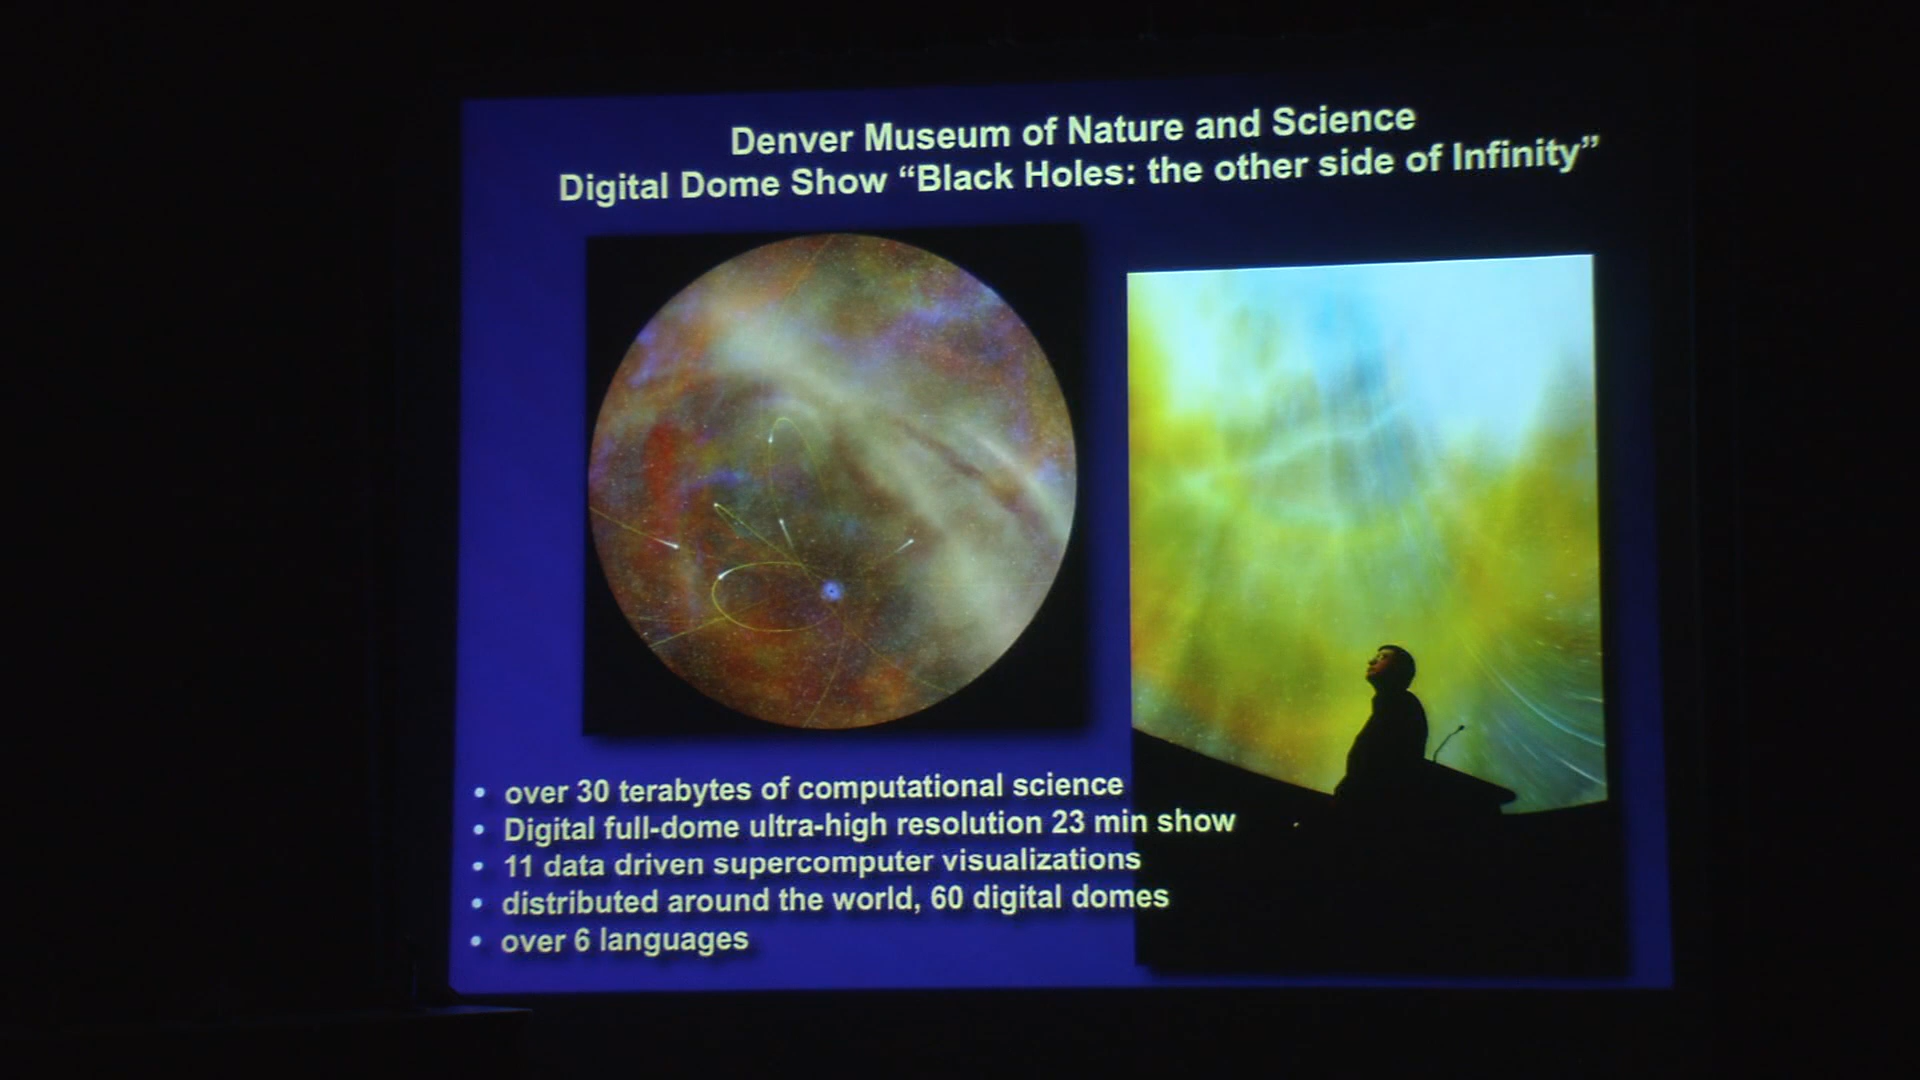 Denver Museum of Nature and Science
Digital Dome Show “Black Holes: the other side of Infinity”
• over 30 terabytes of computational science
• Digital full-dome ultra-high resolution 23 min show
• 11 data driven supercomputer visualizations
• distributed around the world, 60 digital domes
• over 6 languages